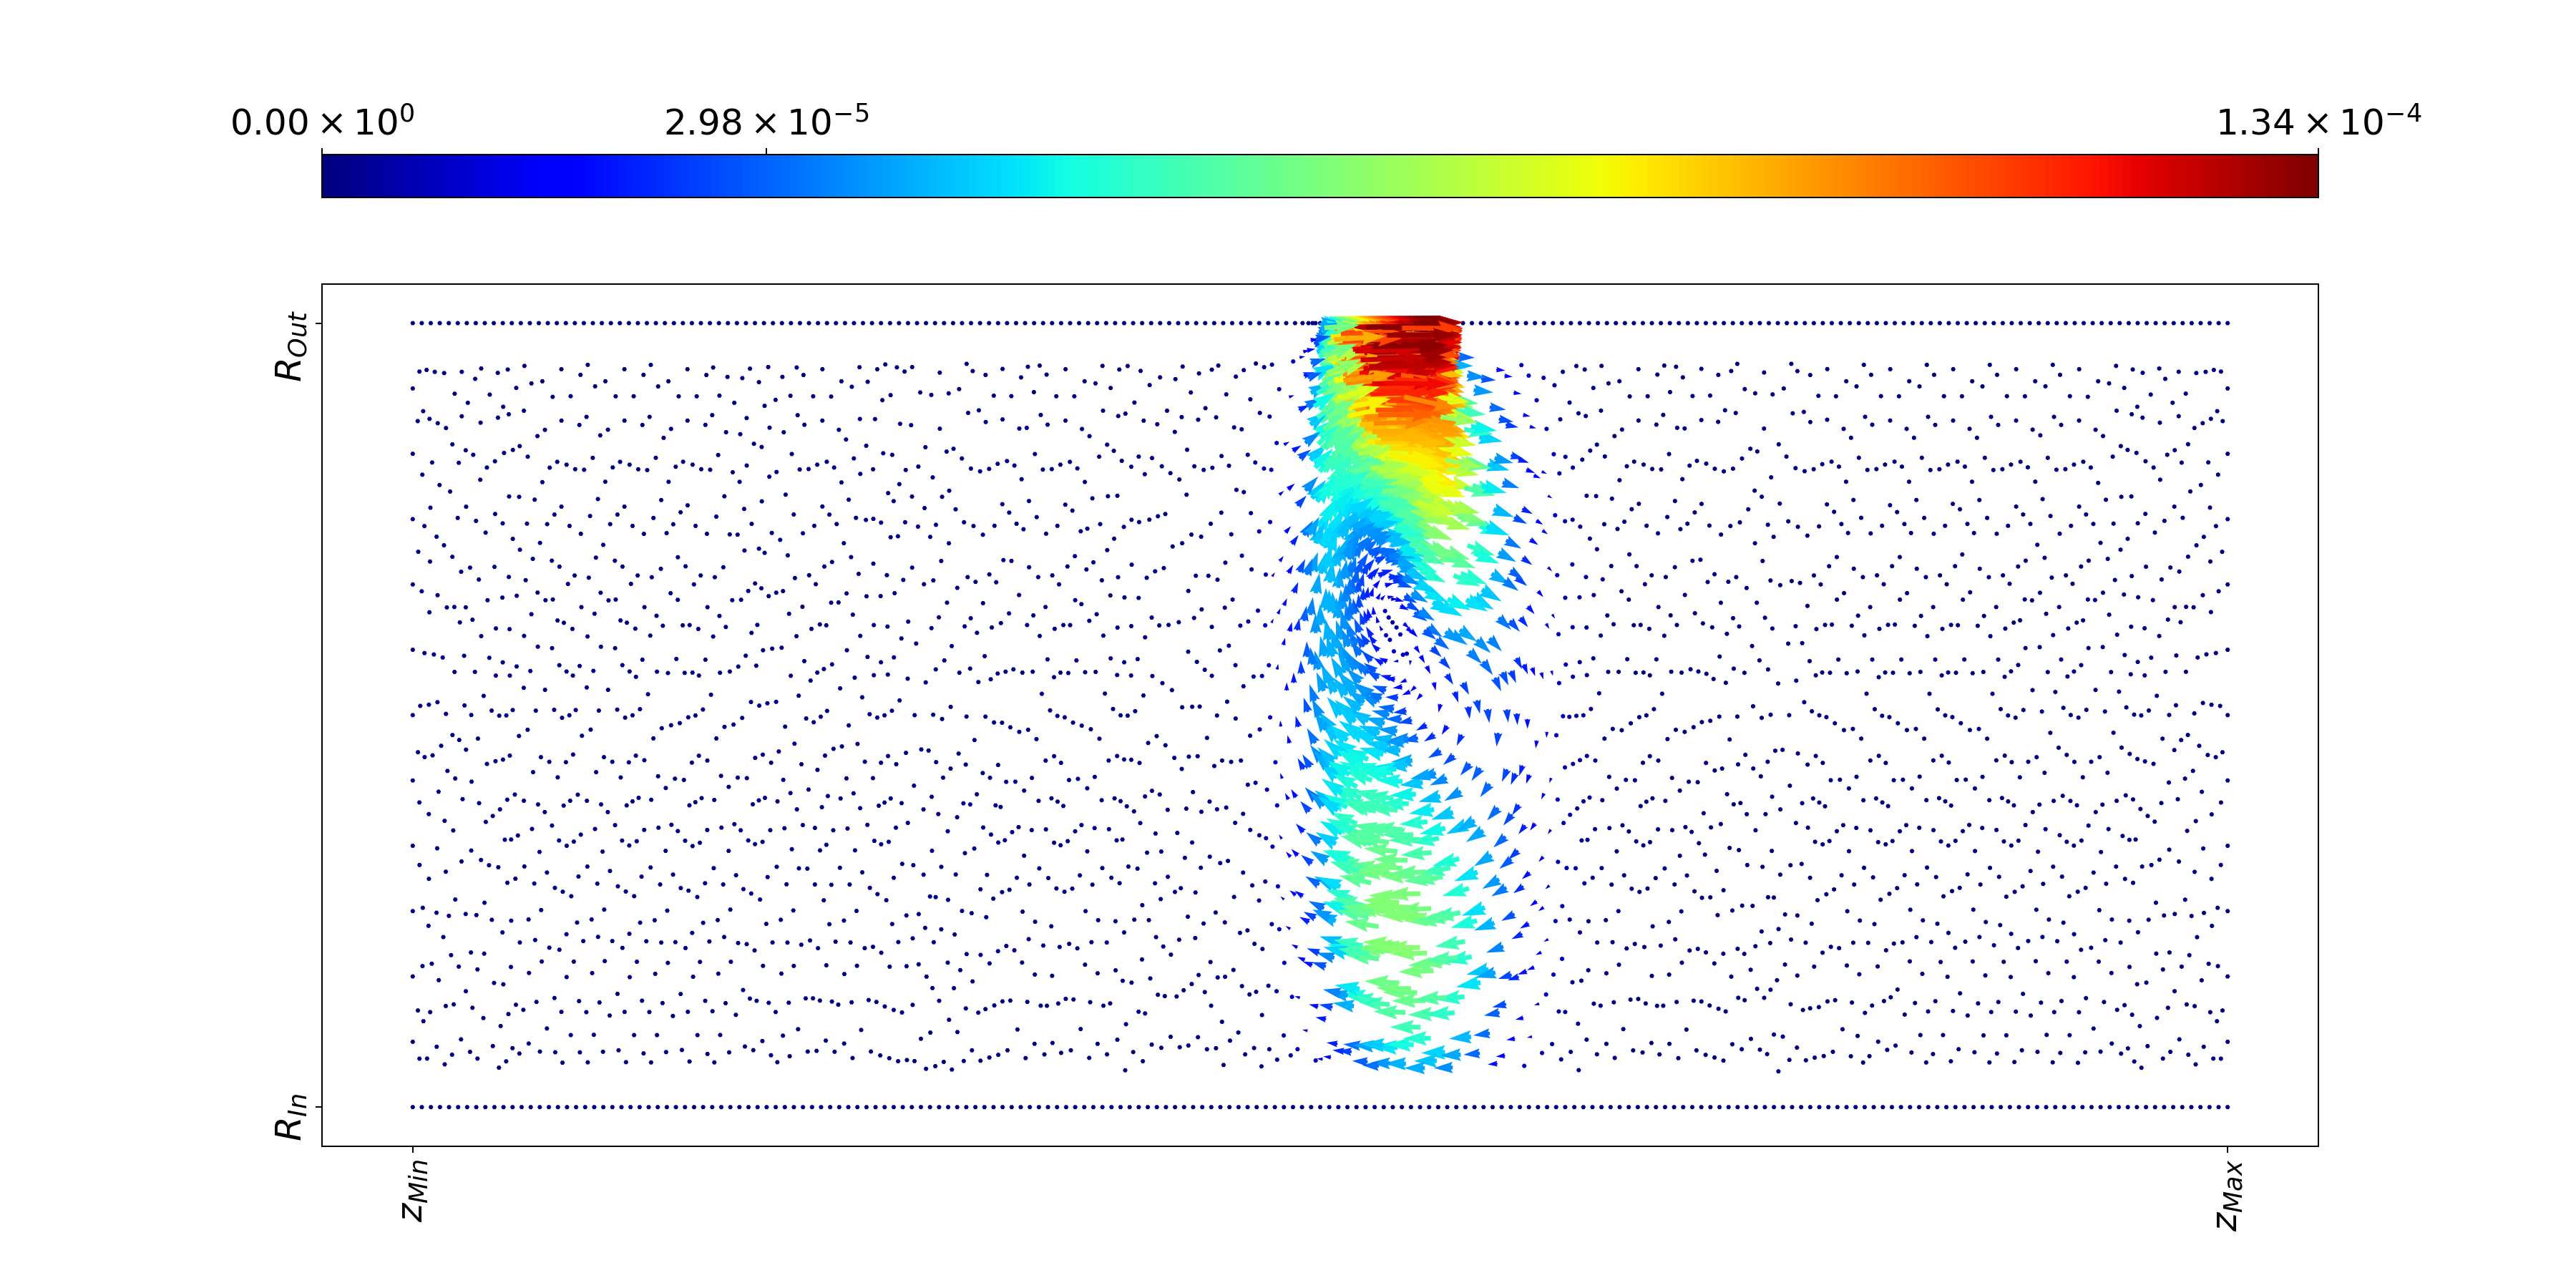 0.00 × 10⁰ 2.98 × 10⁻⁵ 1.34 × 10⁻⁴
R_Out
R_In
z_Min z_Max